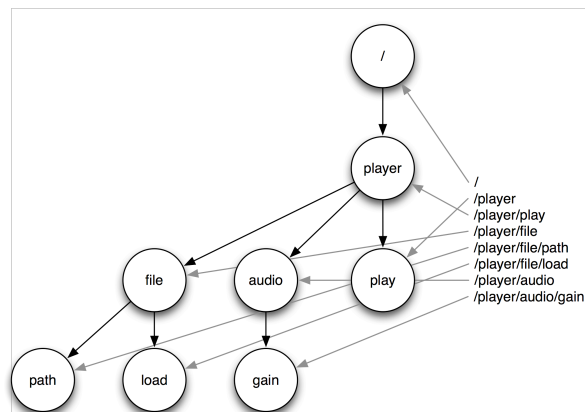 /
player
file
audio
play
path
load
gain
/
/player
/player/play
/player/file
/player/file/path
/player/file/load
/player/audio
/player/audio/gain